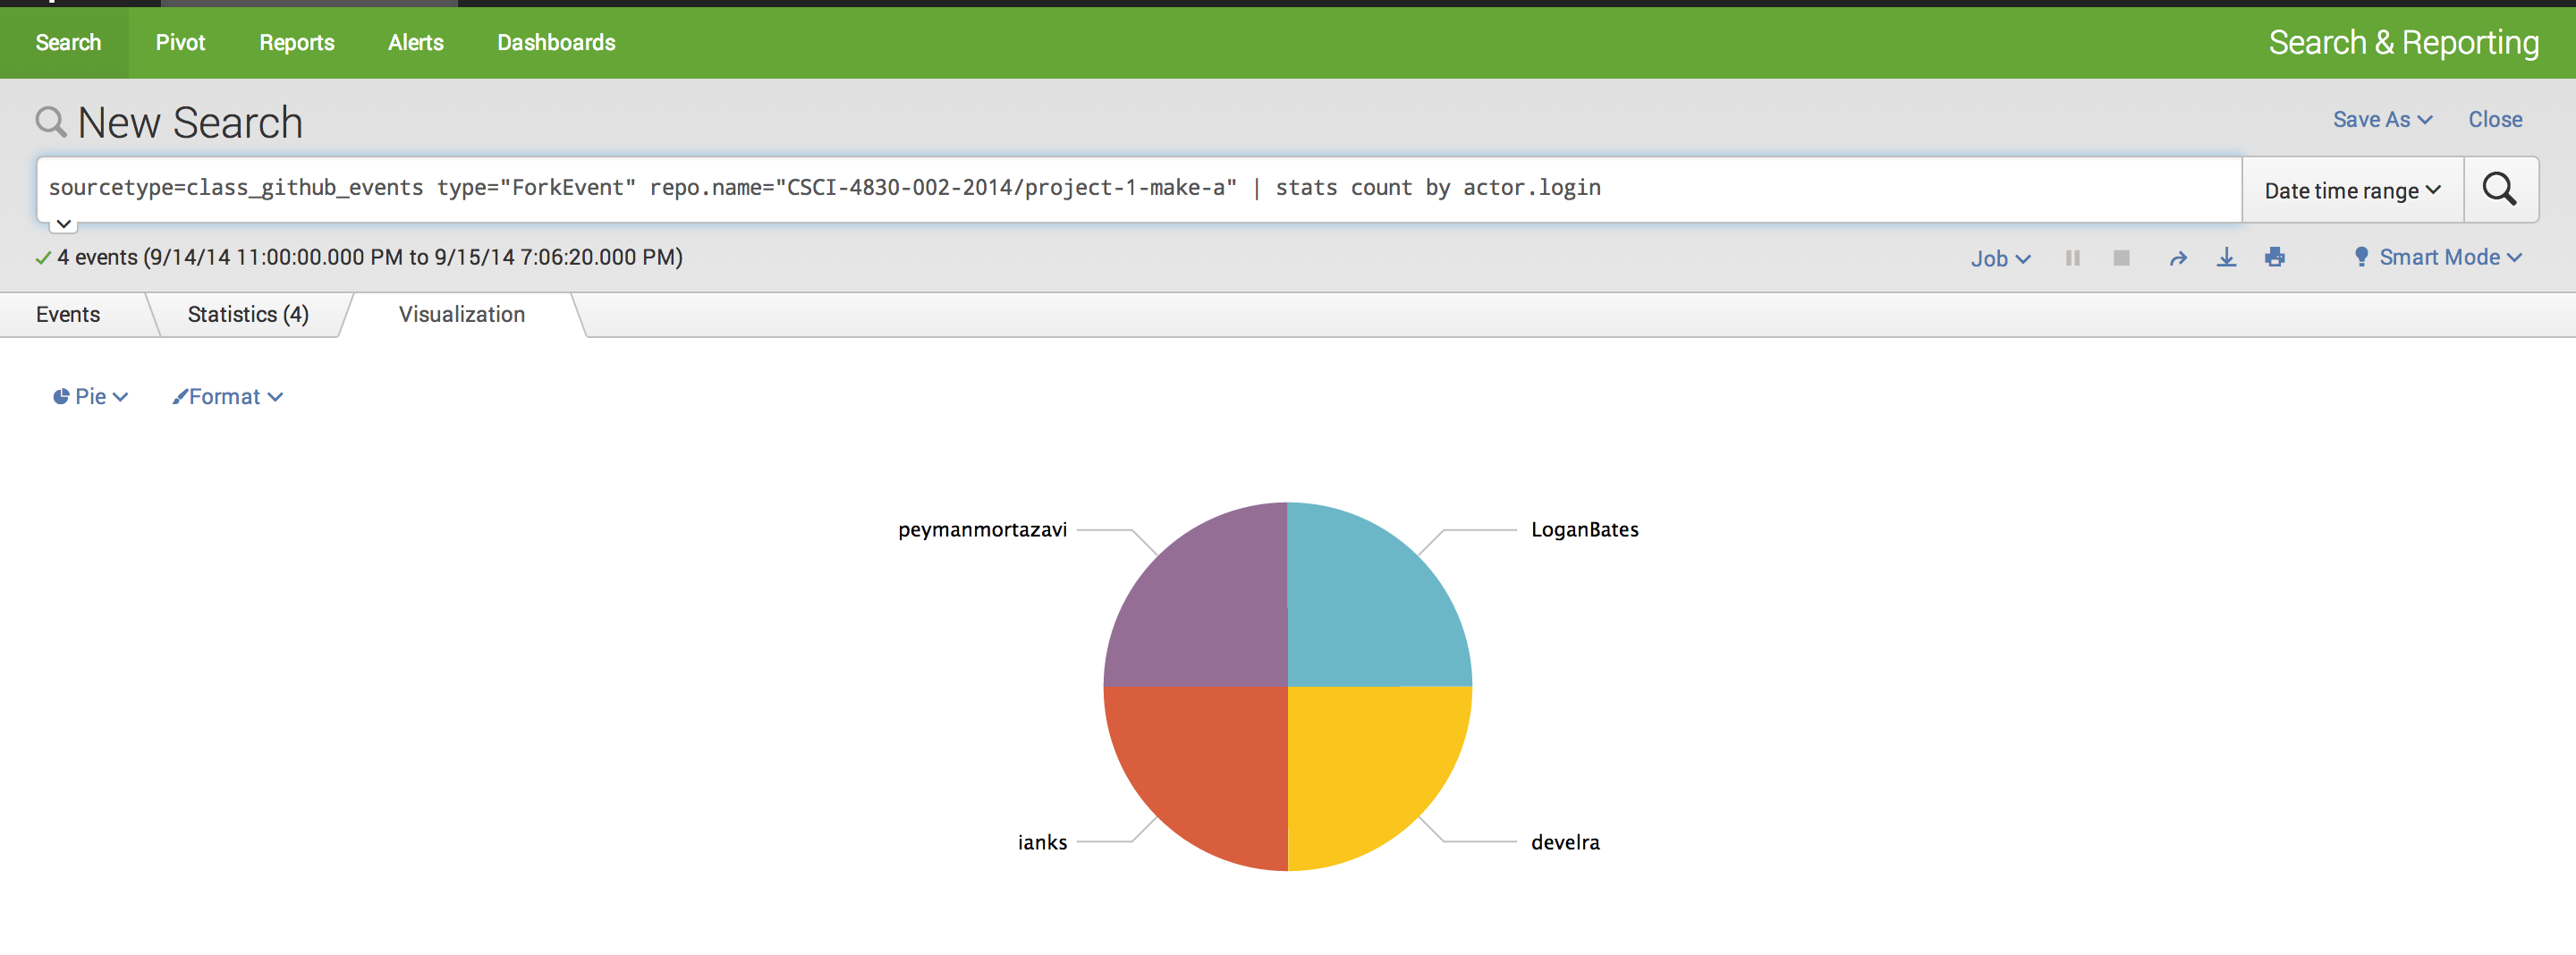 Search Pivot Reports Alerts Dashboards Search & Reporting
New Search Save As Close
sourcetype=class_github_events type="ForkEvent" repo.name="CSCI-4830-002-2014/project-1-make-a" | stats count by actor.login Date time range
4 events (9/14/14 11:00:00.000 PM to 9/15/14 7:06:20.000 PM) Job Smart Mode
Events Statistics (4) Visualization
Pie Format
peymanmortazavi LoganBates
ianks develra